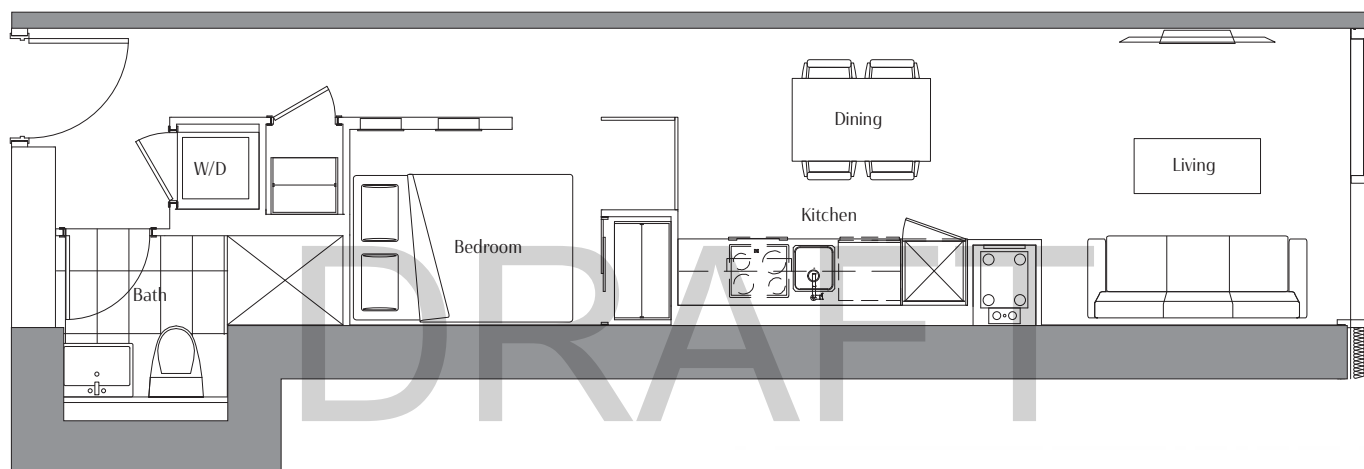 Dining
Living
W/D
Kitchen
Bedroom
Bath
DRAFT